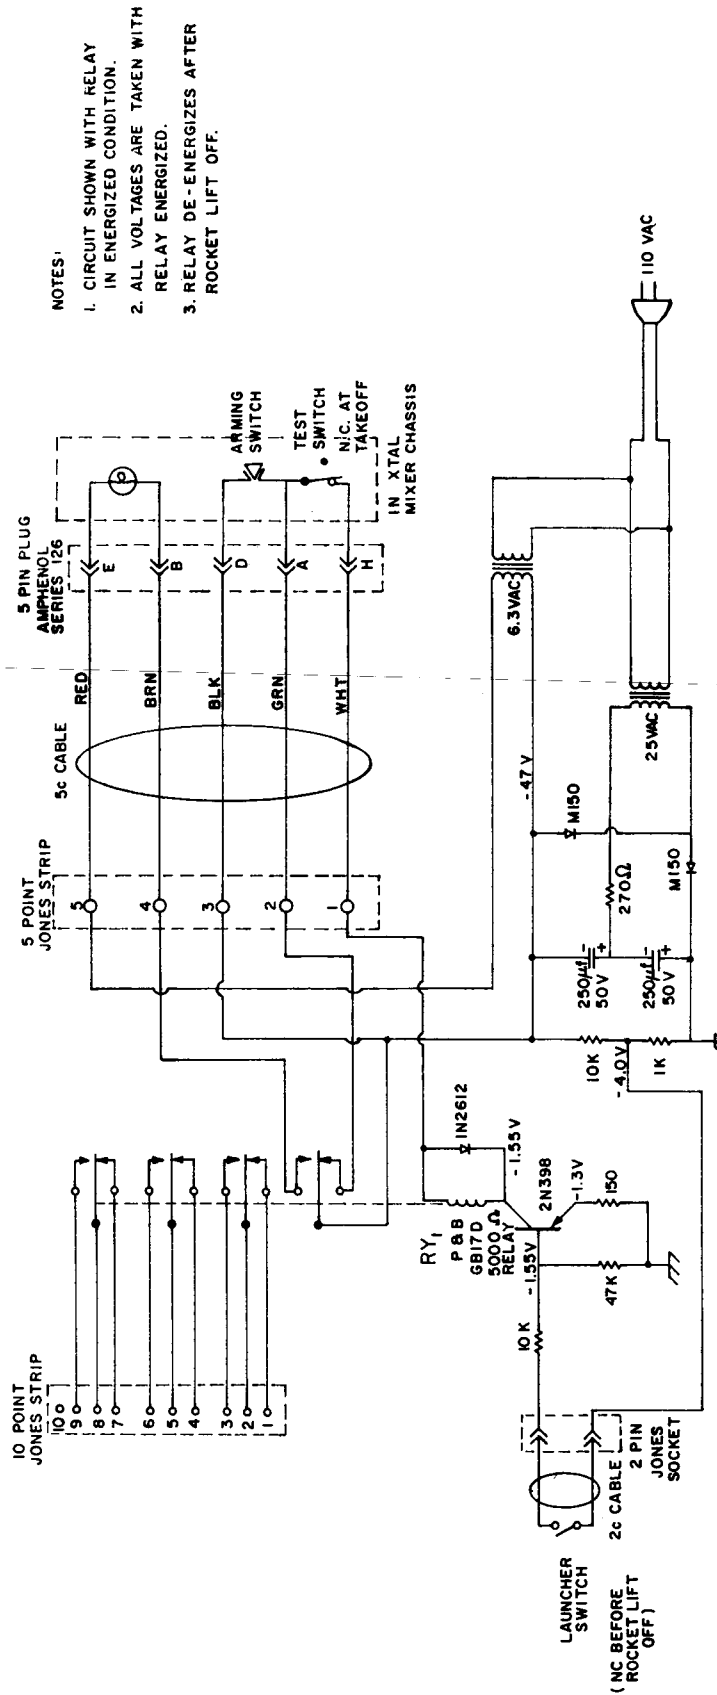 NOTES:
1. CIRCUIT SHOWN WITH RELAY
IN ENERGIZED CONDITION.
2. ALL VOLTAGES ARE TAKEN WITH
RELAY ENERGIZED.
3. RELAY DE-ENERGIZES AFTER
ROCKET LIFT OFF.
10 POINT
JONES STRIP
10
9
8
7
6
5
4
3
2
1
5 POINT
JONES STRIP
5
4
3
2
1
5c CABLE
RED
BRN
BLK
GRN
WHT
5 PIN PLUG
AMPHENOL
SERIES 126
E
B
D
A
H
ARMING
SWITCH
TEST
SWITCH
N.C. AT
TAKEOFF
IN XTAL
MIXER CHASSIS
RY1
P & B
GB17D
5000 Ω
RELAY
1N2612
-1.55V
2N398
-1.55V
-1.3V
150
47K
10K
LAUNCHER
SWITCH
(NC BEFORE
ROCKET LIFT
OFF)
2c CABLE
2 PIN
JONES
SOCKET
10K
-4.0V
1K
250µf
50V
-
+
250µf
50V
-
+
270Ω
M150
M150
-47V
6.3VAC
25VAC
110 VAC